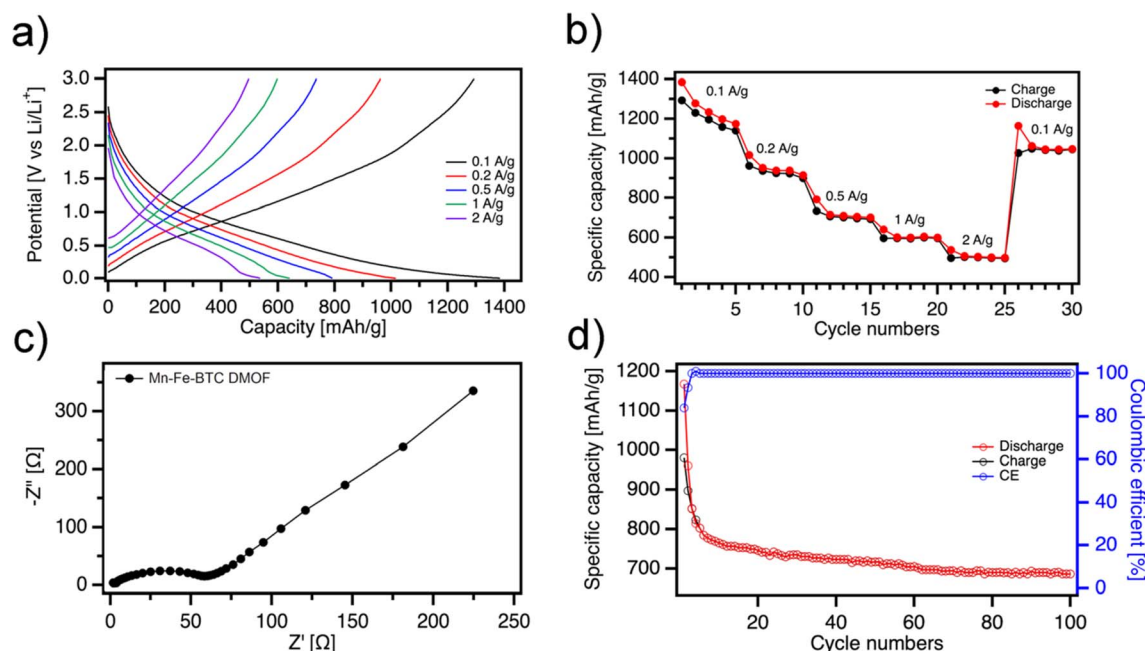 a)
3.0
2.5
2.0
1.5
1.0
0.5
0.0
Potential [V vs Li/Li⁺]
0.1 A/g
0.2 A/g
0.5 A/g
1 A/g
2 A/g
0 200 400 600 800 1000 1200 1400
Capacity [mAh/g]
b)
1400
1200
1000
800
600
400
Specific capacity [mAh/g]
Charge
Discharge
0.1 A/g
0.2 A/g
0.5 A/g
1 A/g
2 A/g
0.1 A/g
5 10 15 20 25 30
Cycle numbers
c)
Mn-Fe-BTC DMOF
300
200
100
0
-Z'' [Ω]
0 50 100 150 200 250
Z' [Ω]
d)
1200
1100
1000
900
800
700
Specific capacity [mAh/g]
Discharge
Charge
CE
100
80
60
40
20
0
Coulombic efficient [%]
20 40 60 80 100
Cycle numbers